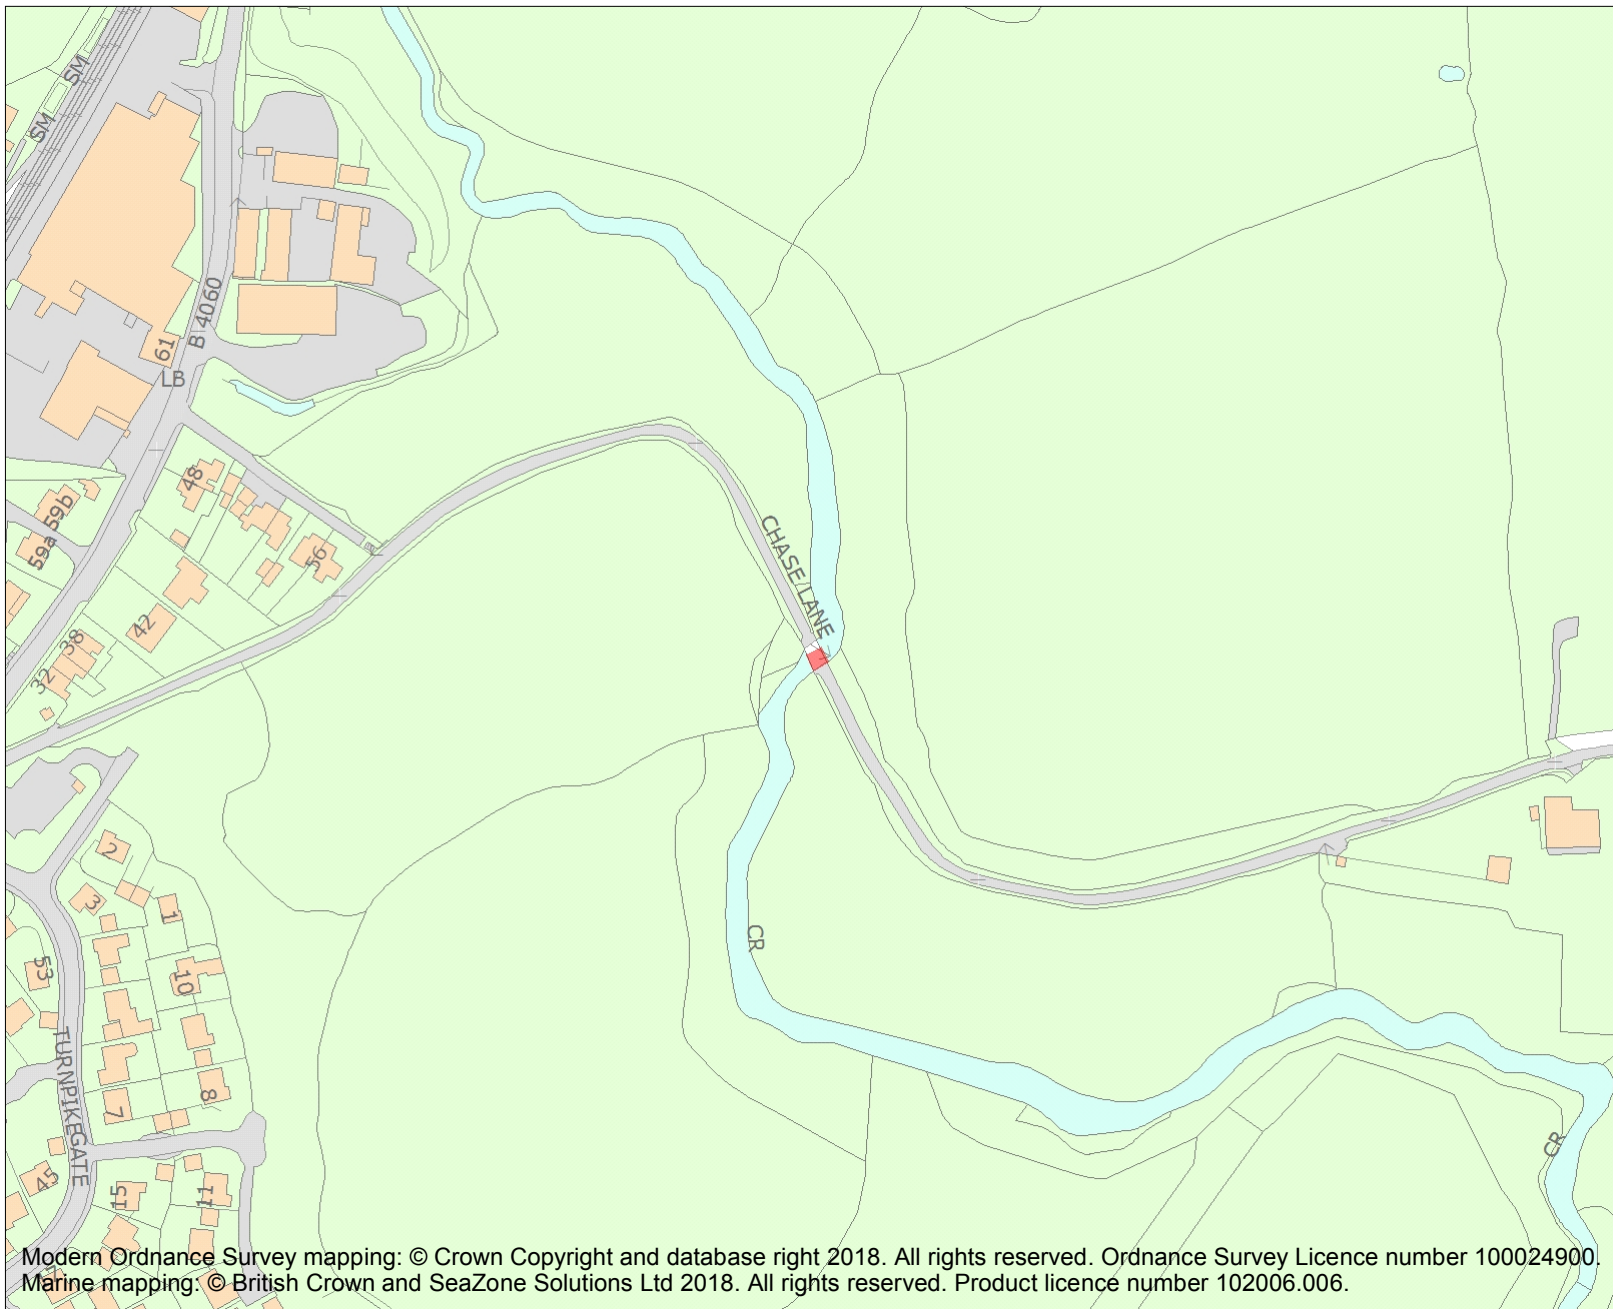 SM
SM
B 4060
61
LB
48
59b
59a
56
CHASE LANE
42
38
32
2
3
1
CR
53
10
TURNPIKEGATE
8
7
CR
45
15
11
Modern Ordnance Survey mapping: © Crown Copyright and database right 2018. All rights reserved. Ordnance Survey Licence number 100024900.
Marine mapping: © British Crown and SeaZone Solutions Ltd 2018. All rights reserved. Product licence number 102006.006.